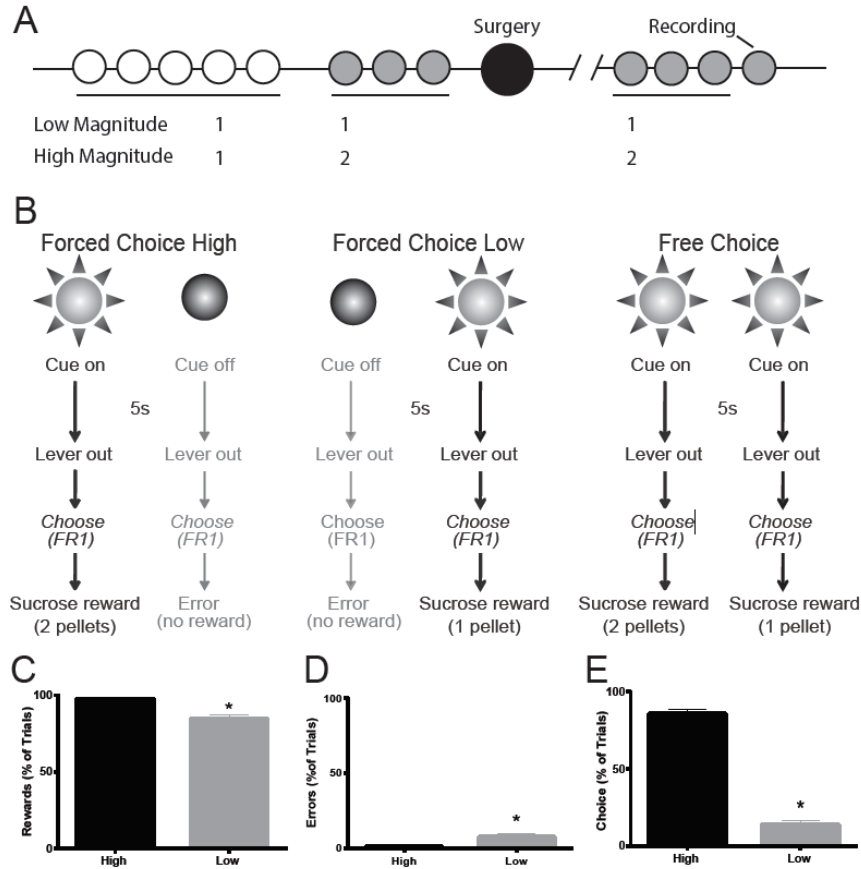 A
Surgery
Recording
Low Magnitude 1 1 1
High Magnitude 1 2 2
B
Forced Choice High
Forced Choice Low
Free Choice
Cue on Cue off Cue off Cue on Cue on Cue on
5s 5s 5s
Lever out Lever out Lever out Lever out Lever out Lever out
Choose Choose Choose Choose Choose Choose
(FR1) (FR1) (FR1) (FR1) (FR1) (FR1)
Sucrose reward Error Error Sucrose reward Sucrose reward Sucrose reward
(2 pellets) (no reward) (no reward) (1 pellet) (2 pellets) (1 pellet)
C
Rewards (% of Trials)
100
50
0
*
High Low
D
Errors (%of Trials)
100
50
0
*
High Low
E
Choice (% of Trials)
100
50
0
*
High Low